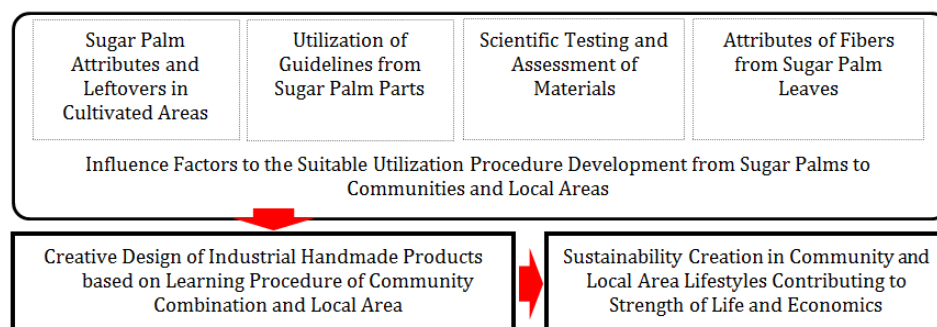 Sugar Palm
Attributes and
Leftovers in
Cultivated Areas
Utilization of
Guidelines from
Sugar Palm Parts
Scientific Testing and
Assessment of
Materials
Attributes of Fibers
from Sugar Palm
Leaves
Influence Factors to the Suitable Utilization Procedure Development from Sugar Palms to
Communities and Local Areas
Creative Design of Industrial Handmade Products
based on Learning Procedure of Community
Combination and Local Area
Sustainability Creation in Community and
Local Area Lifestyles Contributing to
Strength of Life and Economics